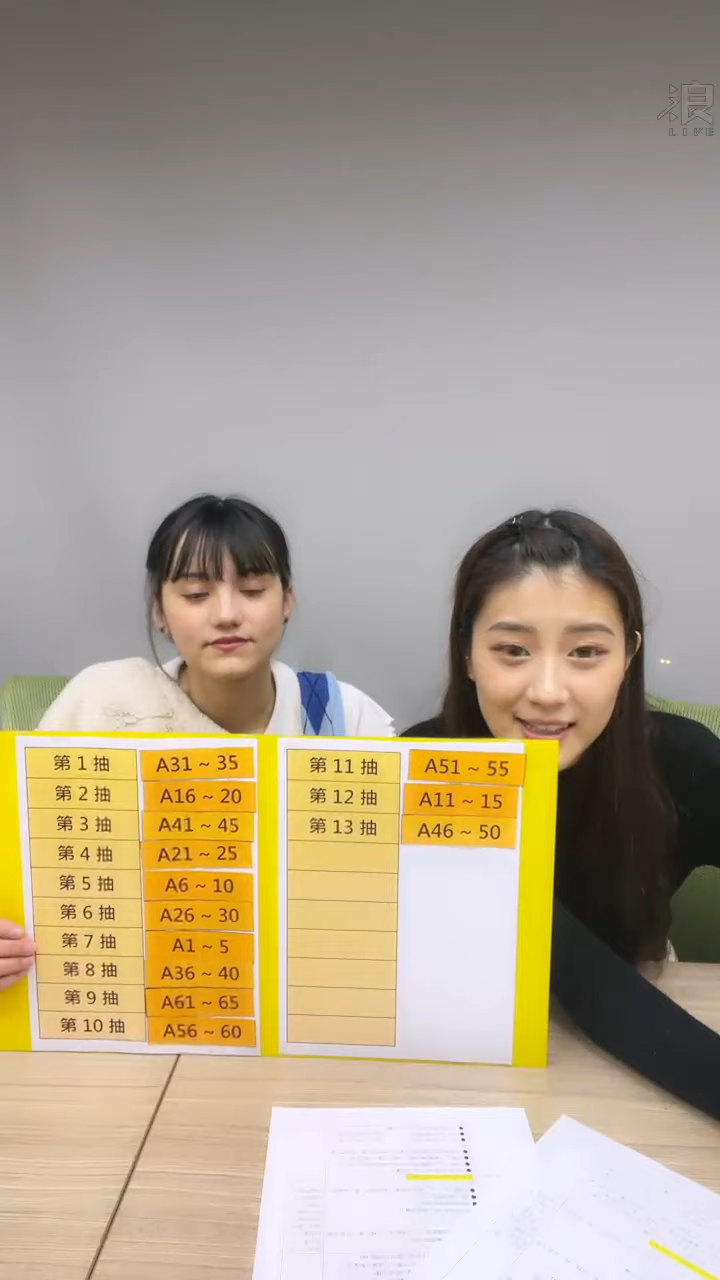 浪
LIVE
第 1 抽 A31 ~ 35
第 2 抽 A16 ~ 20
第 3 抽 A41 ~ 45
第 4 抽 A21 ~ 25
第 5 抽 A6 ~ 10
第 6 抽 A26 ~ 30
第 7 抽 A1 ~ 5
第 8 抽 A36 ~ 40
第 9 抽 A61 ~ 65
第 10 抽 A56 ~ 60
第 11 抽 A51 ~ 55
第 12 抽 A11 ~ 15
第 13 抽 A46 ~ 50